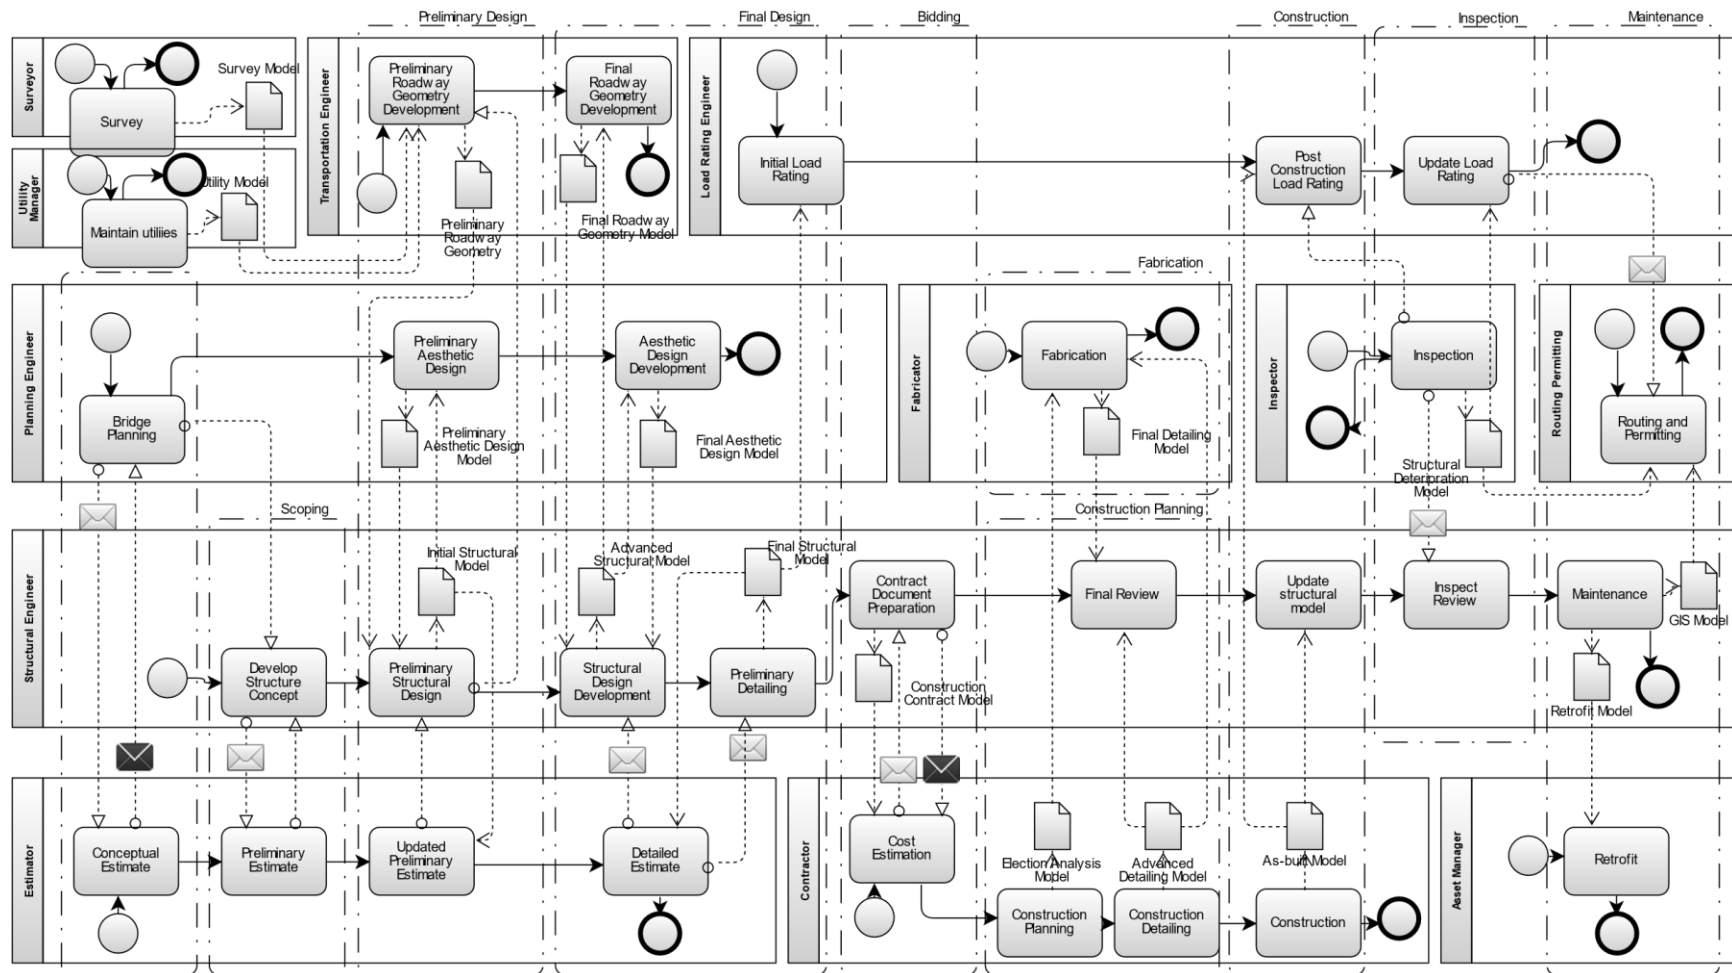 Preliminary Design
Final Design
Bidding
Construction
Inspection
Maintenance
Surveyor
Survey
Survey Model
Utility
Manager
Maintain utiliies
Utility Model
Transportation Engineer
Preliminary
Roadway
Geometry
Development
Final
Roadway
Geometry
Development
Preliminary
Roadway
Geometry
Final Roadway
Geometry Model
Load Rating Engineer
Initial Load
Rating
Post
Construction
Load Rating
Update Load
Rating
Planning Engineer
Bridge
Planning
Preliminary
Aesthetic
Design
Preliminary
Aesthetic Design
Model
Aesthetic
Design
Development
Final Aesthetic
Design Model
Fabrication
Fabricator
Fabrication
Final Detailing
Model
Inspector
Inspection
Structural
Deterpration
Model
Routing Permitting
Routing and
Permitting
Scoping
Construction Planning
Structural Engineer
Develop
Structure
Concept
Preliminary
Structural
Design
Initial Structural
Model
Advanced
Structural Model
Structural
Design
Development
Final Structural
Model
Preliminary
Detailing
Contract
Document
Preparation
Construction
Contract Model
Final Review
Update
structural
model
Inspect
Review
Maintenance
GIS Model
Retrofit Model
Estimator
Conceptual
Estimate
Preliminary
Estimate
Updated
Preliminary
Estimate
Detailed
Estimate
Contractor
Cost
Estimation
Election Analysis
Model
Construction
Planning
Advanced
Detailing Model
Construction
Detailing
As-built Model
Construction
Asset Manager
Retrofit